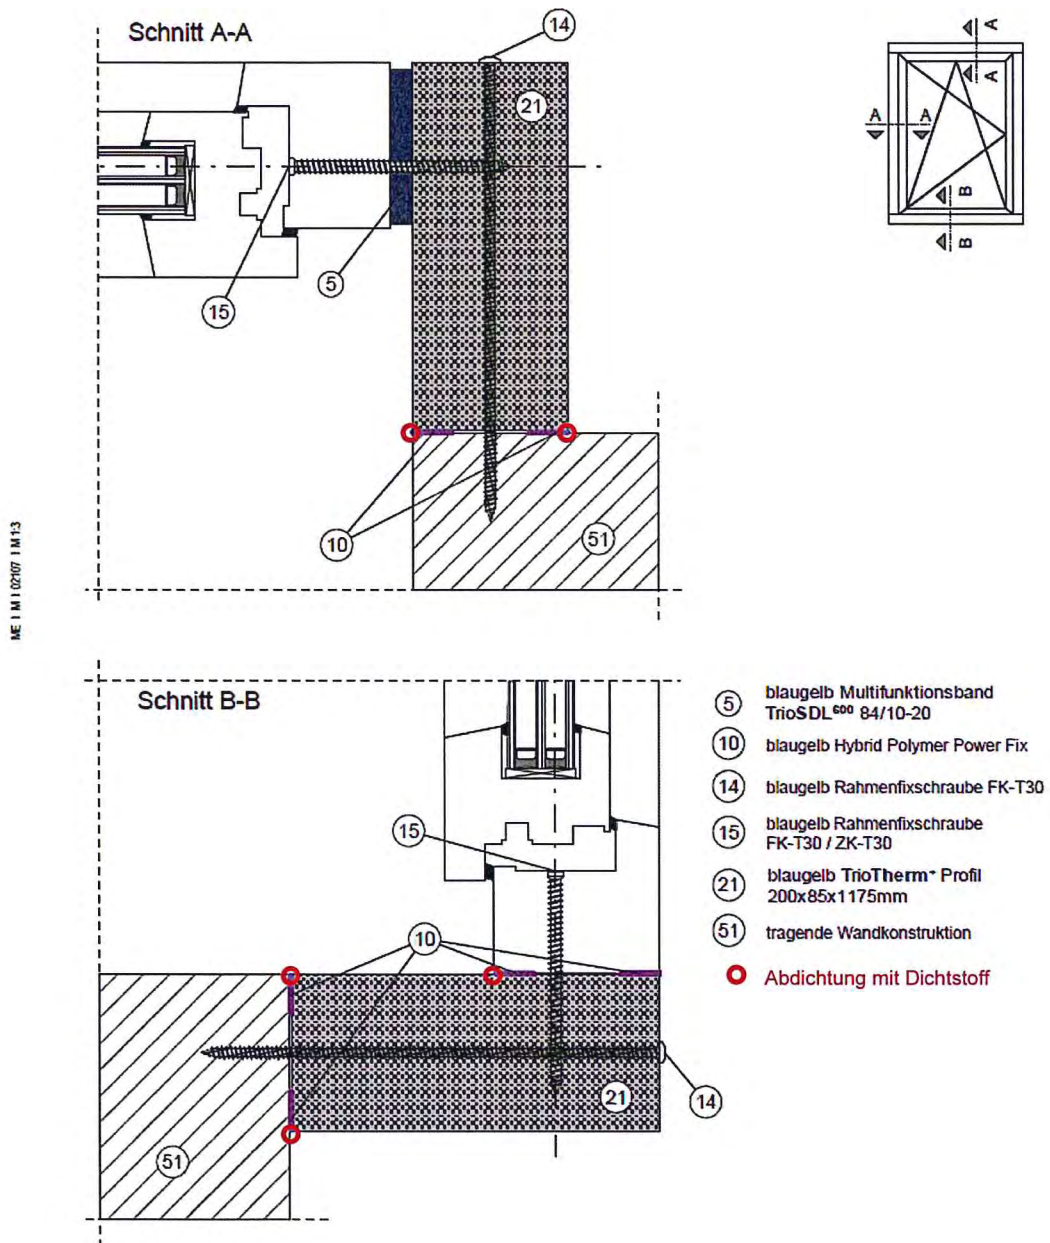 Schnitt A-A
14
21
A
A
A
A
B
B
5
15
10
51
ME I M I 02107 I M 1:3
Schnitt B-B
15
10
21
14
51
5 blaugelb Multifunktionsband
TrioSDL⁶⁰⁰ 84/10-20
10 blaugelb Hybrid Polymer Power Fix
14 blaugelb Rahmenfixschraube FK-T30
15 blaugelb Rahmenfixschraube
FK-T30 / ZK-T30
21 blaugelb TrioTherm⁺ Profil
200x85x1175mm
51 tragende Wandkonstruktion
Abdichtung mit Dichtstoff